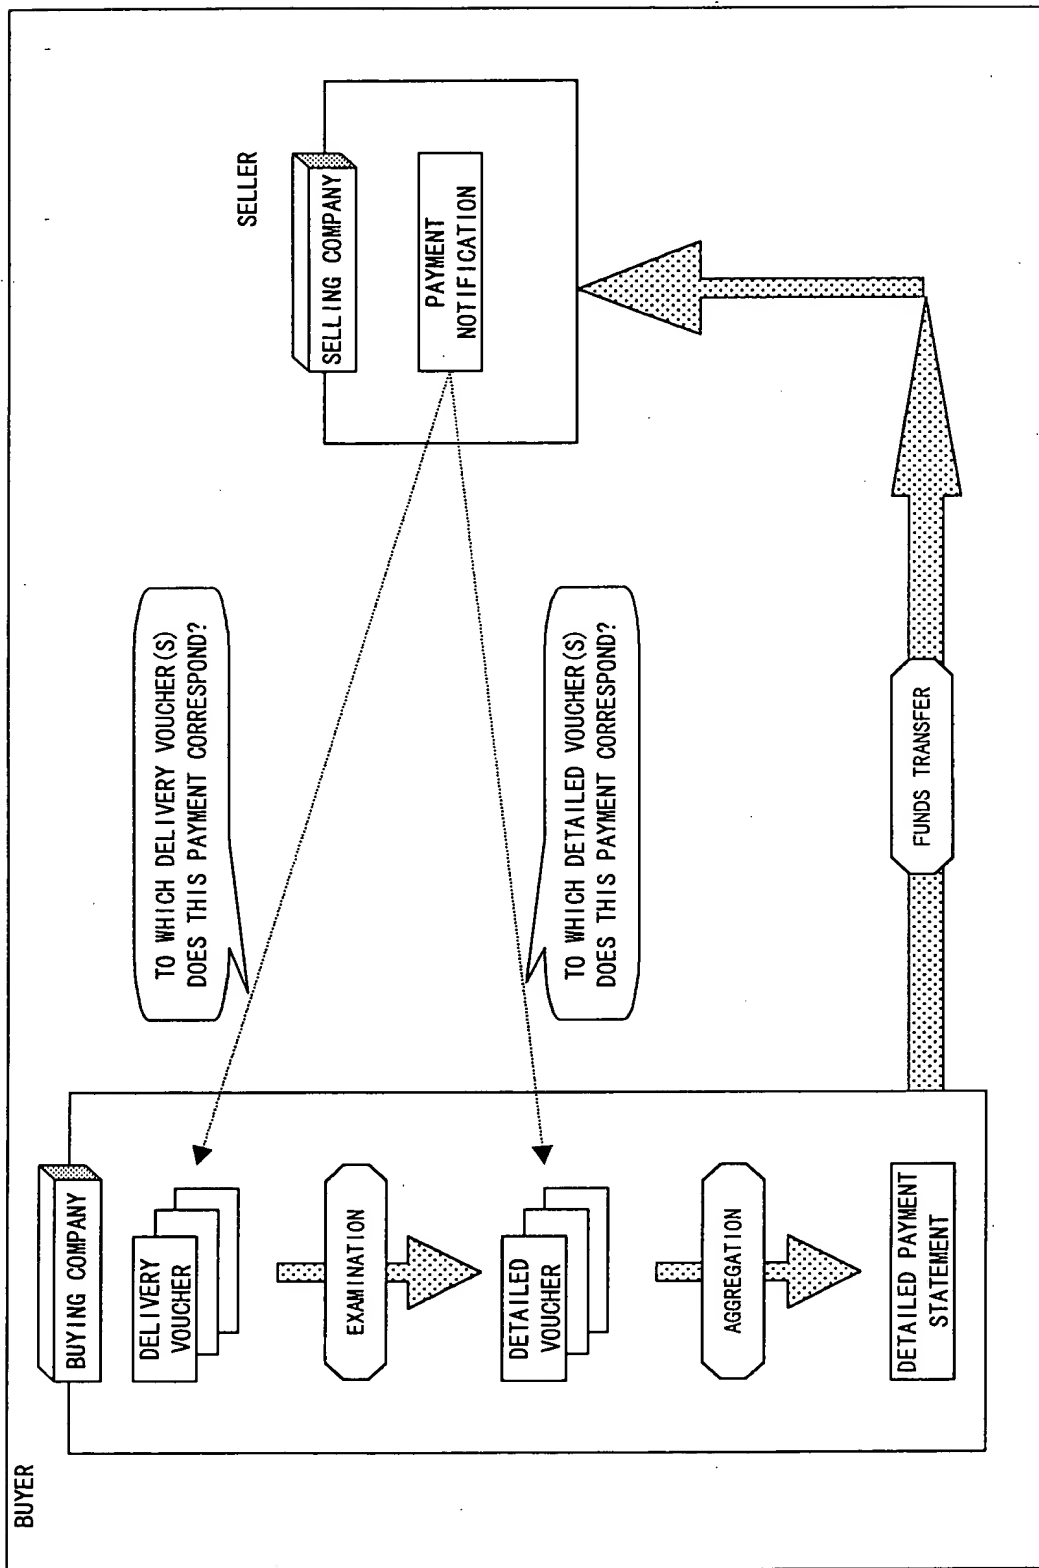 BUYER
BUYING COMPANY
DELIVERY
VOUCHER
EXAMINATION
DETAILED
VOUCHER
AGGREGATION
DETAILED PAYMENT
STATEMENT
TO WHICH DELIVERY VOUCHER(S)
DOES THIS PAYMENT CORRESPOND?
TO WHICH DETAILED VOUCHER(S)
DOES THIS PAYMENT CORRESPOND?
FUNDS TRANSFER
SELLER
SELLING COMPANY
PAYMENT
NOTIFICATION